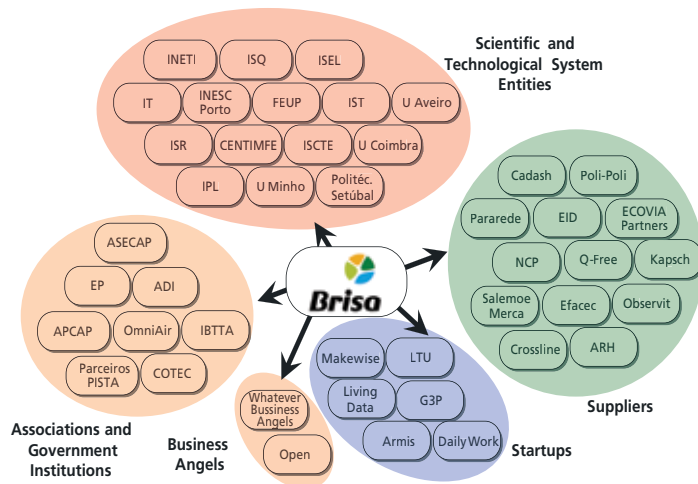 Scientific and
Technological System
Entities
INETI
ISQ
ISEL
IT
INESC
Porto
FEUP
IST
U Aveiro
ISR
CENTIMFE
ISCTE
U Coimbra
IPL
U Minho
Politéc.
Setúbal
Cadash
Poli-Poli
Pararede
EID
ECOVIA
Partners
NCP
Q-Free
Kapsch
Salemoe
Merca
Efacec
Observit
Crossline
ARH
Suppliers
ASECAP
EP
ADI
APCAP
OmniAir
IBTTA
Parceiros
PISTA
COTEC
Associations and
Government
Institutions
Brisa
Makewise
LTU
Living
Data
G3P
Armis
Daily Work
Startups
Whatever
Bussiness
Angels
Open
Business
Angels